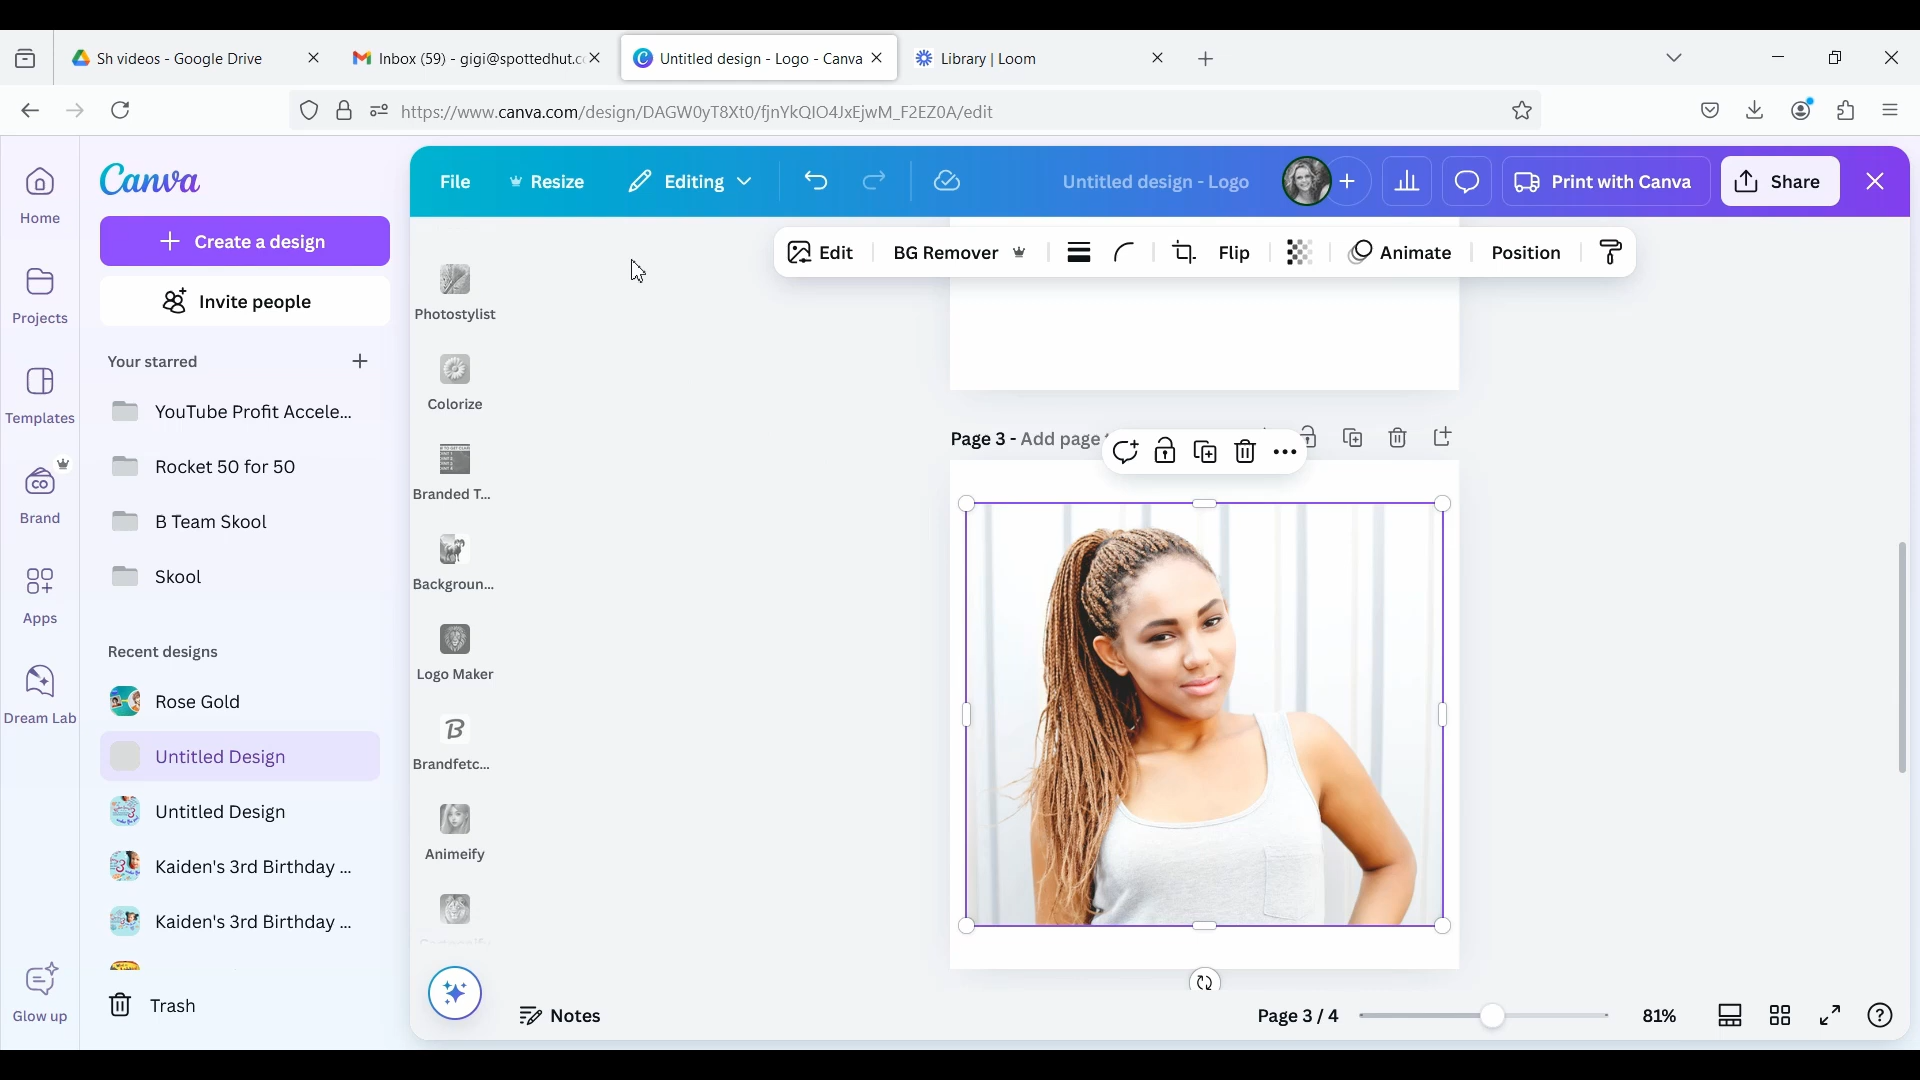 Sh videos - Google Drive
Inbox (59) - gigi@spottedhut.c
Untitled design - Logo - Canva
Library | Loom
https://www.canva.com/design/DAGW0yT8Xt0/fjnYkQIO4JxEjwM_F2EZ0A/edit
Home
Projects
Templates
Brand
Apps
Dream Lab
Glow up
Canva
Create a design
Invite people
Your starred
YouTube Profit Accele...
Rocket 50 for 50
B Team Skool
Skool
Recent designs
Rose Gold
Untitled Design
Untitled Design
Kaiden's 3rd Birthday ...
Kaiden's 3rd Birthday ...
Trash
File
Resize
Editing
Untitled design - Logo
Print with Canva
Share
Edit
BG Remover
Flip
Animate
Position
Photostylist
Colorize
Branded T...
Backgroun...
Logo Maker
Brandfetc...
Animeify
Page 3 - Add page
Notes
Page 3 / 4
81%